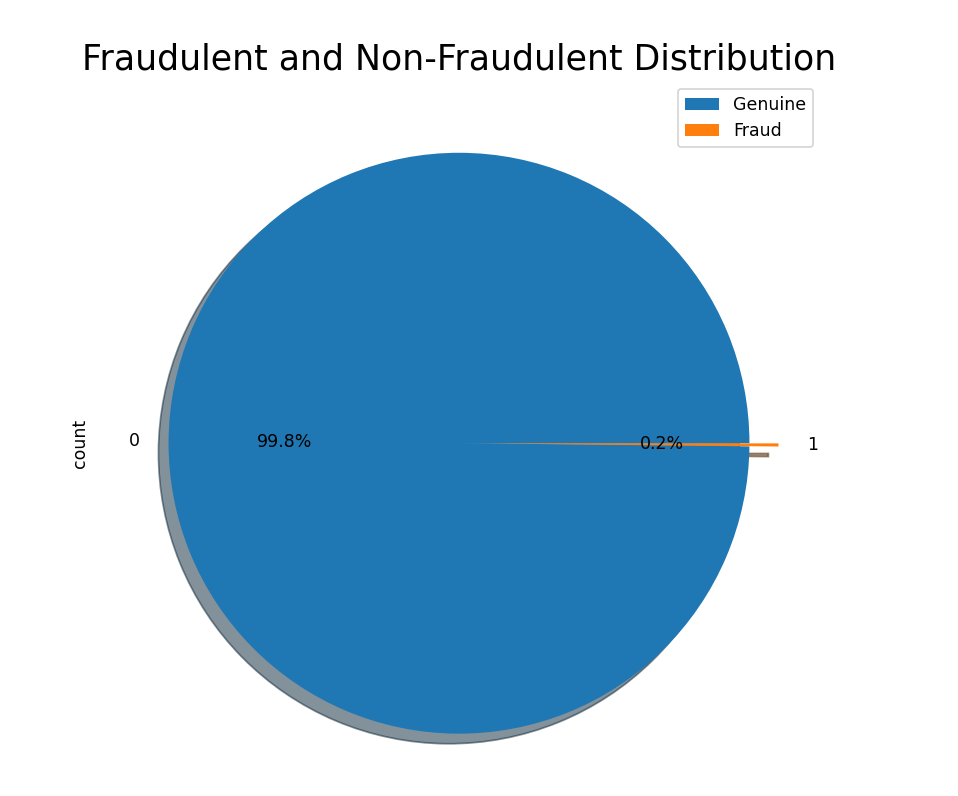 Fraudulent and Non-Fraudulent Distribution
Genuine
Fraud
count
0
99.8%
0.2%
1